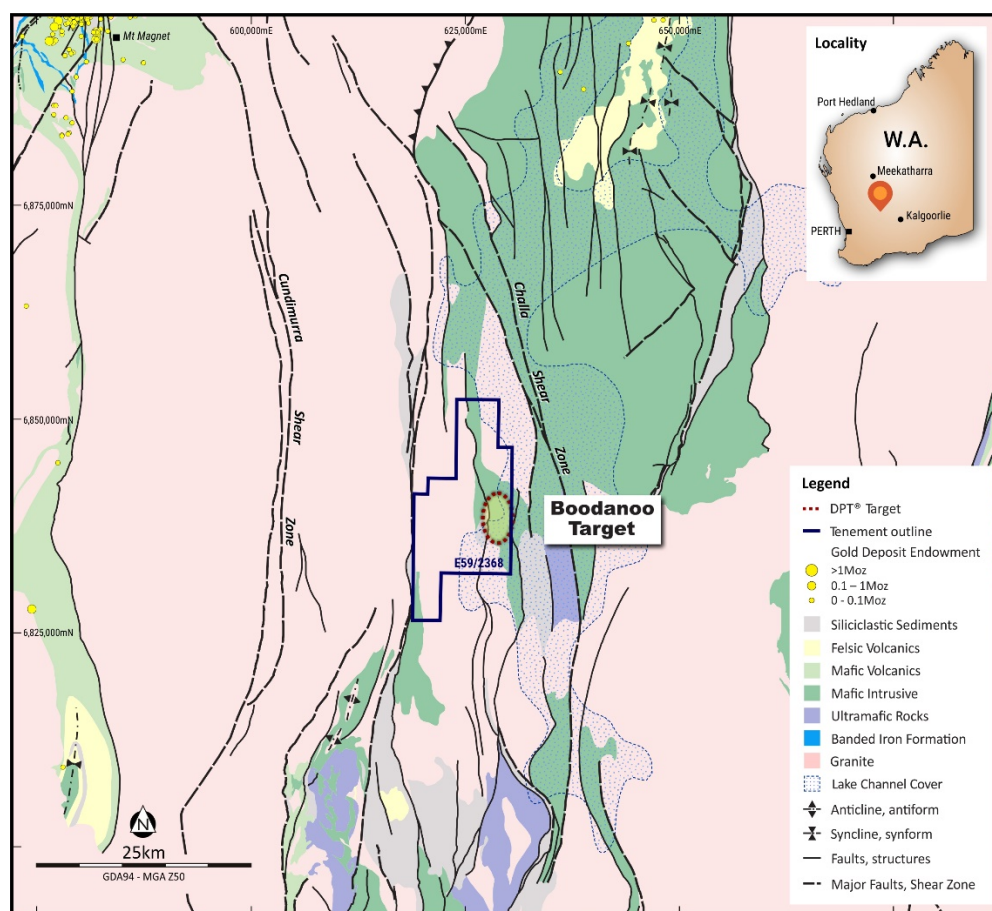 600,000mE
625,000mE
650,000mE
Mt Magnet
Locality
Port Hedland
W.A.
Meekatharra
Kalgoorlie
PERTH
6,875,000mN
Cundimurra
Shear
Zone
Challa
Shear
Zone
6,850,000mN
Boodanoo
Target
E59/2368
6,825,000mN
Legend
DPT® Target
Tenement outline
Gold Deposit Endowment
>1Moz
0.1 – 1Moz
0 - 0.1Moz
Siliciclastic Sediments
Felsic Volcanics
Mafic Volcanics
Mafic Intrusive
Ultramafic Rocks
Banded Iron Formation
Granite
Lake Channel Cover
Anticline, antiform
Syncline, synform
Faults, structures
Major Faults, Shear Zone
N
25km
GDA94 - MGA Z50